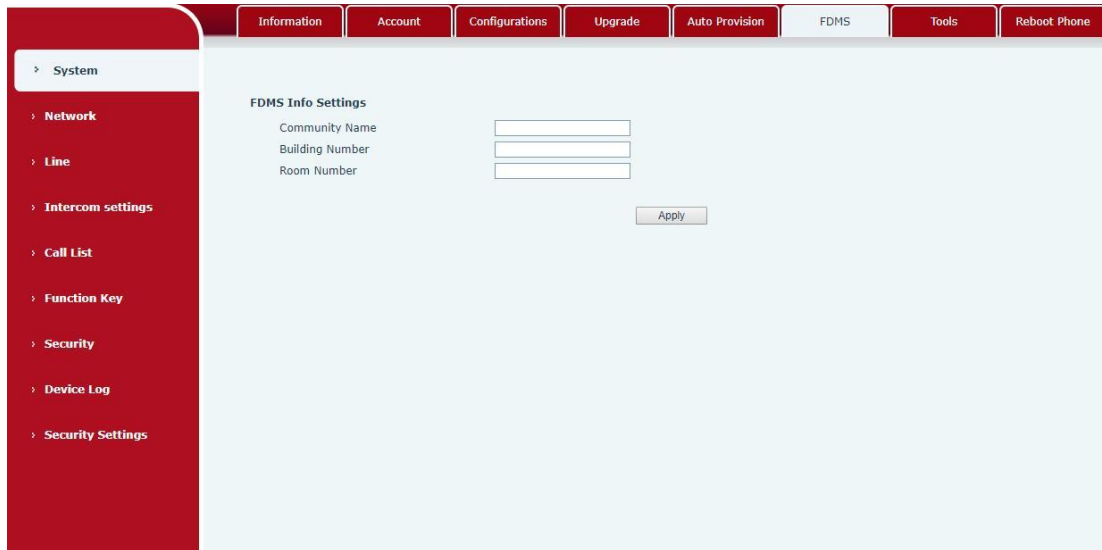 Information Account Configurations Upgrade Auto Provision FDMS Tools Reboot Phone
System
Network
Line
Intercom settings
Call List
Function Key
Security
Device Log
Security Settings
FDMS Info Settings
Community Name
Building Number
Room Number
Apply